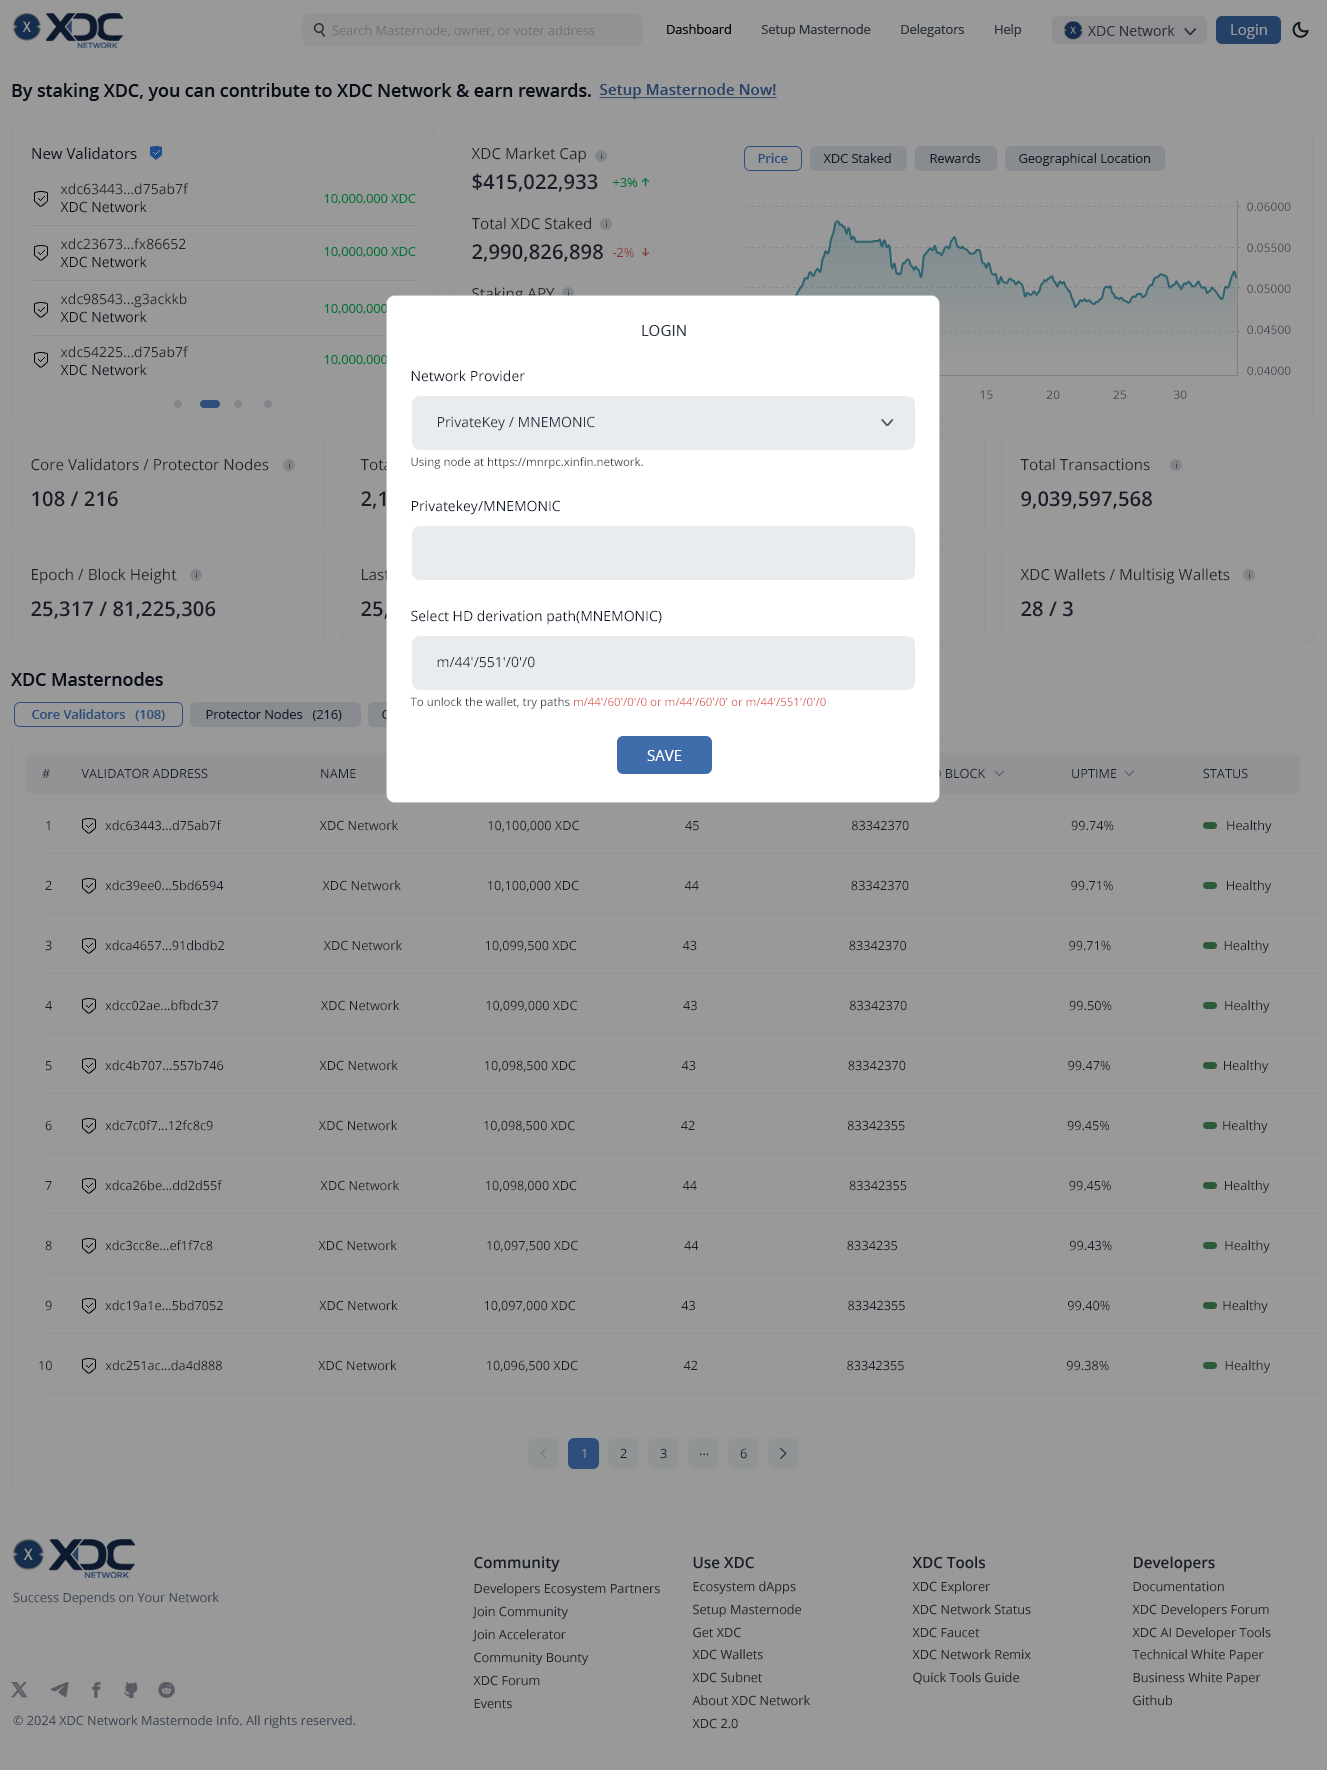 XDC
NETWORK
Search Masternode, owner, or voter address
Dashboard
Setup Masternode
Delegators
Help
XDC Network
Login
By staking XDC, you can contribute to XDC Network & earn rewards. Setup Masternode Now!
New Validators
xdc63443...d75ab7f
XDC Network
10,000,000 XDC
xdc23673...fx86652
XDC Network
10,000,000 XDC
xdc98543...g3ackkb
XDC Network
10,000,000
xdc54225...d75ab7f
XDC Network
10,000,000
XDC Market Cap
$415,022,933 +3%
Total XDC Staked
2,990,826,898 -2%
Staking APY
Price
XDC Staked
Rewards
Geographical Location
0.06000
0.05500
0.05000
0.04500
0.04000
15 20 25 30
Core Validators / Protector Nodes
108 / 216
Total Transactions
9,039,597,568
Epoch / Block Height
25,317 / 81,225,306
Last
25,
XDC Wallets / Multisig Wallets
28 / 3
LOGIN
Network Provider
PrivateKey / MNEMONIC
Using node at https://mnrpc.xinfin.network.
Privatekey/MNEMONIC
Select HD derivation path(MNEMONIC)
m/44'/551'/0'/0
To unlock the wallet, try paths m/44'/60'/0'/0 or m/44'/60'/0' or m/44'/551'/0'/0
SAVE
XDC Masternodes
Core Validators (108)
Protector Nodes (216)
# VALIDATOR ADDRESS NAME BLOCK UPTIME STATUS
1 xdc63443...d75ab7f XDC Network 10,100,000 XDC 45 83342370 99.74% Healthy
2 xdc39ee0...5bd6594 XDC Network 10,100,000 XDC 44 83342370 99.71% Healthy
3 xdca4657...91dbdb2 XDC Network 10,099,500 XDC 43 83342370 99.71% Healthy
4 xdcc02ae...bfbdc37 XDC Network 10,099,000 XDC 43 83342370 99.50% Healthy
5 xdc4b707...557b746 XDC Network 10,098,500 XDC 43 83342370 99.47% Healthy
6 xdc7c0f7...12fc8c9 XDC Network 10,098,500 XDC 42 83342355 99.45% Healthy
7 xdca26be...dd2d55f XDC Network 10,098,000 XDC 44 83342355 99.45% Healthy
8 xdc3cc8e...ef1f7c8 XDC Network 10,097,500 XDC 44 8334235 99.43% Healthy
9 xdc19a1e...5bd7052 XDC Network 10,097,000 XDC 43 83342355 99.40% Healthy
10 xdc251ac...da4d888 XDC Network 10,096,500 XDC 42 83342355 99.38% Healthy
1 2 3 ... 6
XDC
NETWORK
Success Depends on Your Network
© 2024 XDC Network Masternode Info. All rights reserved.
Community
Developers Ecosystem Partners
Join Community
Join Accelerator
Community Bounty
XDC Forum
Events
Use XDC
Ecosystem dApps
Setup Masternode
Get XDC
XDC Wallets
XDC Subnet
About XDC Network
XDC 2.0
XDC Tools
XDC Explorer
XDC Network Status
XDC Faucet
XDC Network Remix
Quick Tools Guide
Developers
Documentation
XDC Developers Forum
XDC AI Developer Tools
Technical White Paper
Business White Paper
Github